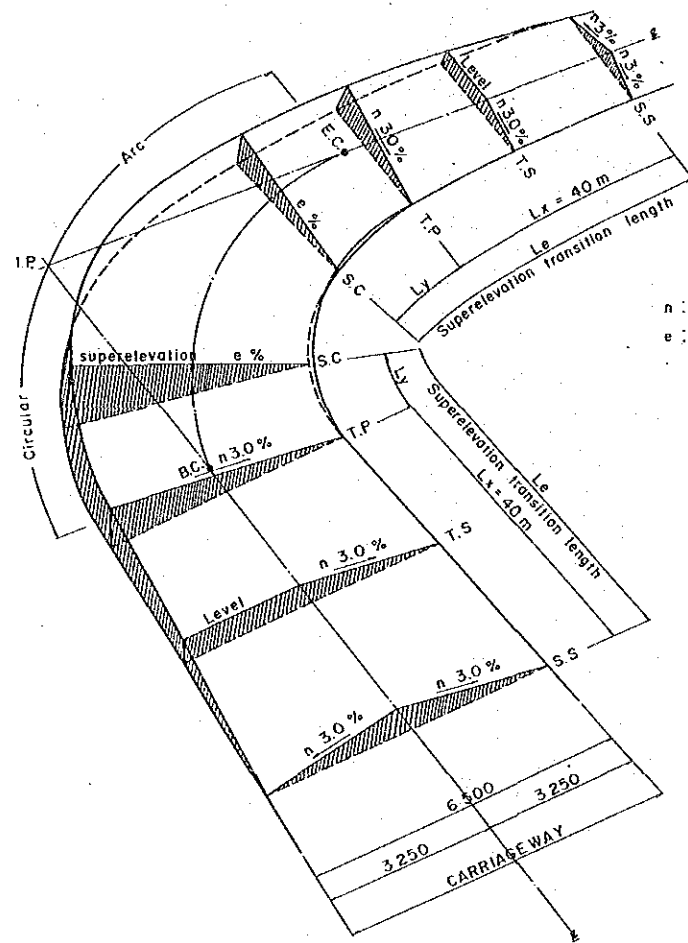 n 3%
n 3%
S.S
Level
n 3.0%
T.S
n 3.0%
T.P
E.C.
e %
S.C
Arc
Circular
I.P.
Lx = 40 m
Le
Ly
Superelevation transition length
n :
e :
superelevation e %
S.C
Ly
T.P
B.C. n 3.0 %
Le
Superelevation transition length
Lx = 40 m
T.S
n 3.0 %
Level
S.S
n 3.0 %
n 3.0 %
6 500
3 250
3 250
CARRIAGE WAY